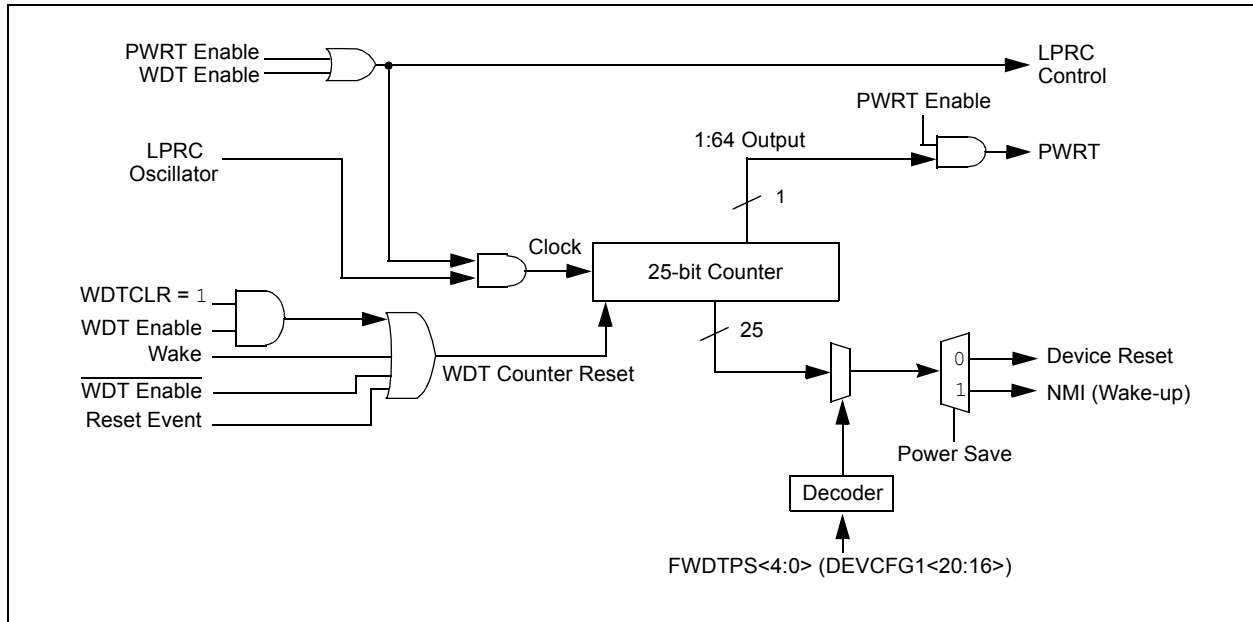 PWRT Enable
WDT Enable
LPRC
Control
PWRT Enable
1:64 Output
LPRC
Oscillator
PWRT
1
Clock
25-bit Counter
WDTCLR = 1
WDT Enable
Wake
WDT Enable
Reset Event
WDT Counter Reset
25
0
1
Device Reset
NMI (Wake-up)
Power Save
Decoder
FWDTPS<4:0> (DEVCFG1<20:16>)